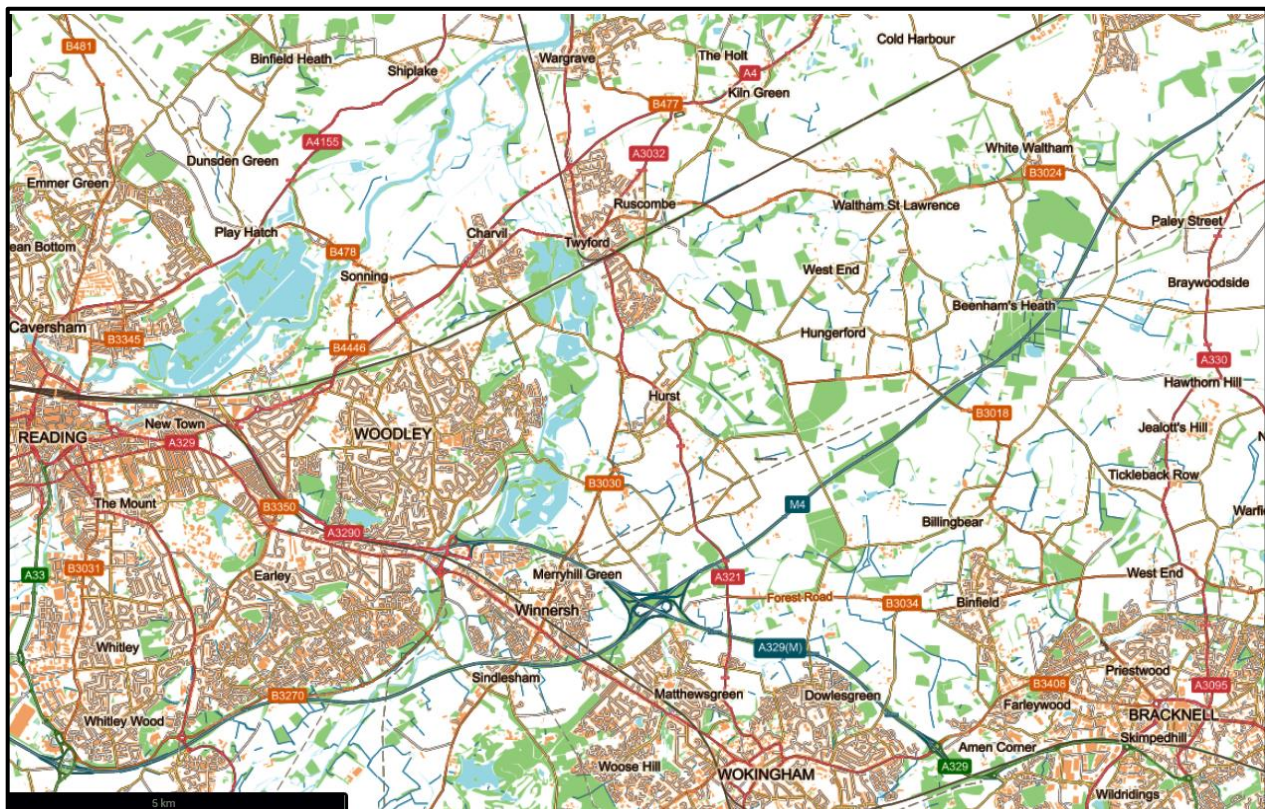 B481
Binfield Heath
Shiplake
Wargrave
The Holt
Cold Harbour
A4
Kiln Green
B477
A4155
A3032
Dunsden Green
White Waltham
B3024
Emmer Green
Ruscombe
Waltham St Lawrence
Paley Street
Play Hatch
Charvil
Twyford
ean Bottom
B478
Sonning
West End
Braywoodside
Beenham's Heath
Caversham
B3345
B4446
Hungerford
A330
Hawthorn Hill
Hurst
B3018
New Town
READING
A329
WOODLEY
Jealott's Hill
N
Tickleback Row
The Mount
B3350
B3030
M4
Warfi
A3290
Billingbear
A33
B3031
Earley
Merryhill Green
A321
West End
Forest Road
B3034
Binfield
Winnersh
Whitley
A329(M)
Sindlesham
Priestwood
B3270
Matthewsgreen
Dowlesgreen
B3408
A3095
Farleywood
Whitley Wood
BRACKNELL
Skimpedhill
Amen Corner
Woose Hill
WOKINGHAM
A329
Wildridings
5 km